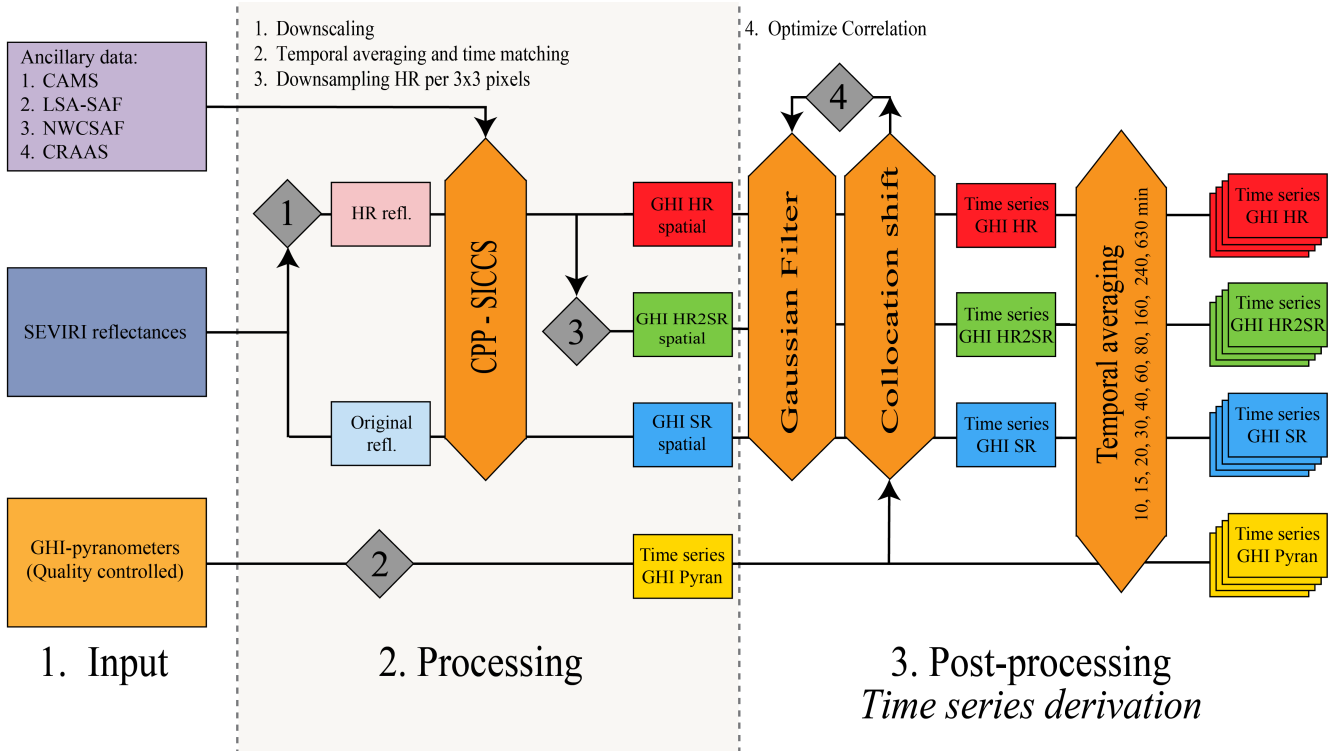 Ancillary data:
1. CAMS
2. LSA-SAF
3. NWCSAF
4. CRAAS
SEVIRI reflectances
GHI-pyranometers
(Quality controlled)
1. Input
1. Downscaling
2. Temporal averaging and time matching
3. Downsampling HR per 3x3 pixels
1
HR refl.
Original
refl.
CPP - SICCS
2
3
GHI HR
spatial
GHI HR2SR
spatial
GHI SR
spatial
Time series
GHI Pyran
2. Processing
4. Optimize Correlation
4
Gaussian Filter
Collocation shift
Time series
GHI HR
Time series
GHI HR2SR
Time series
GHI SR
Temporal averaging
10, 15, 20, 30, 40, 60, 80, 160, 240, 630 min
Time series
GHI HR
Time series
GHI HR2SR
Time series
GHI SR
Time series
GHI Pyran
3. Post-processing
Time series derivation